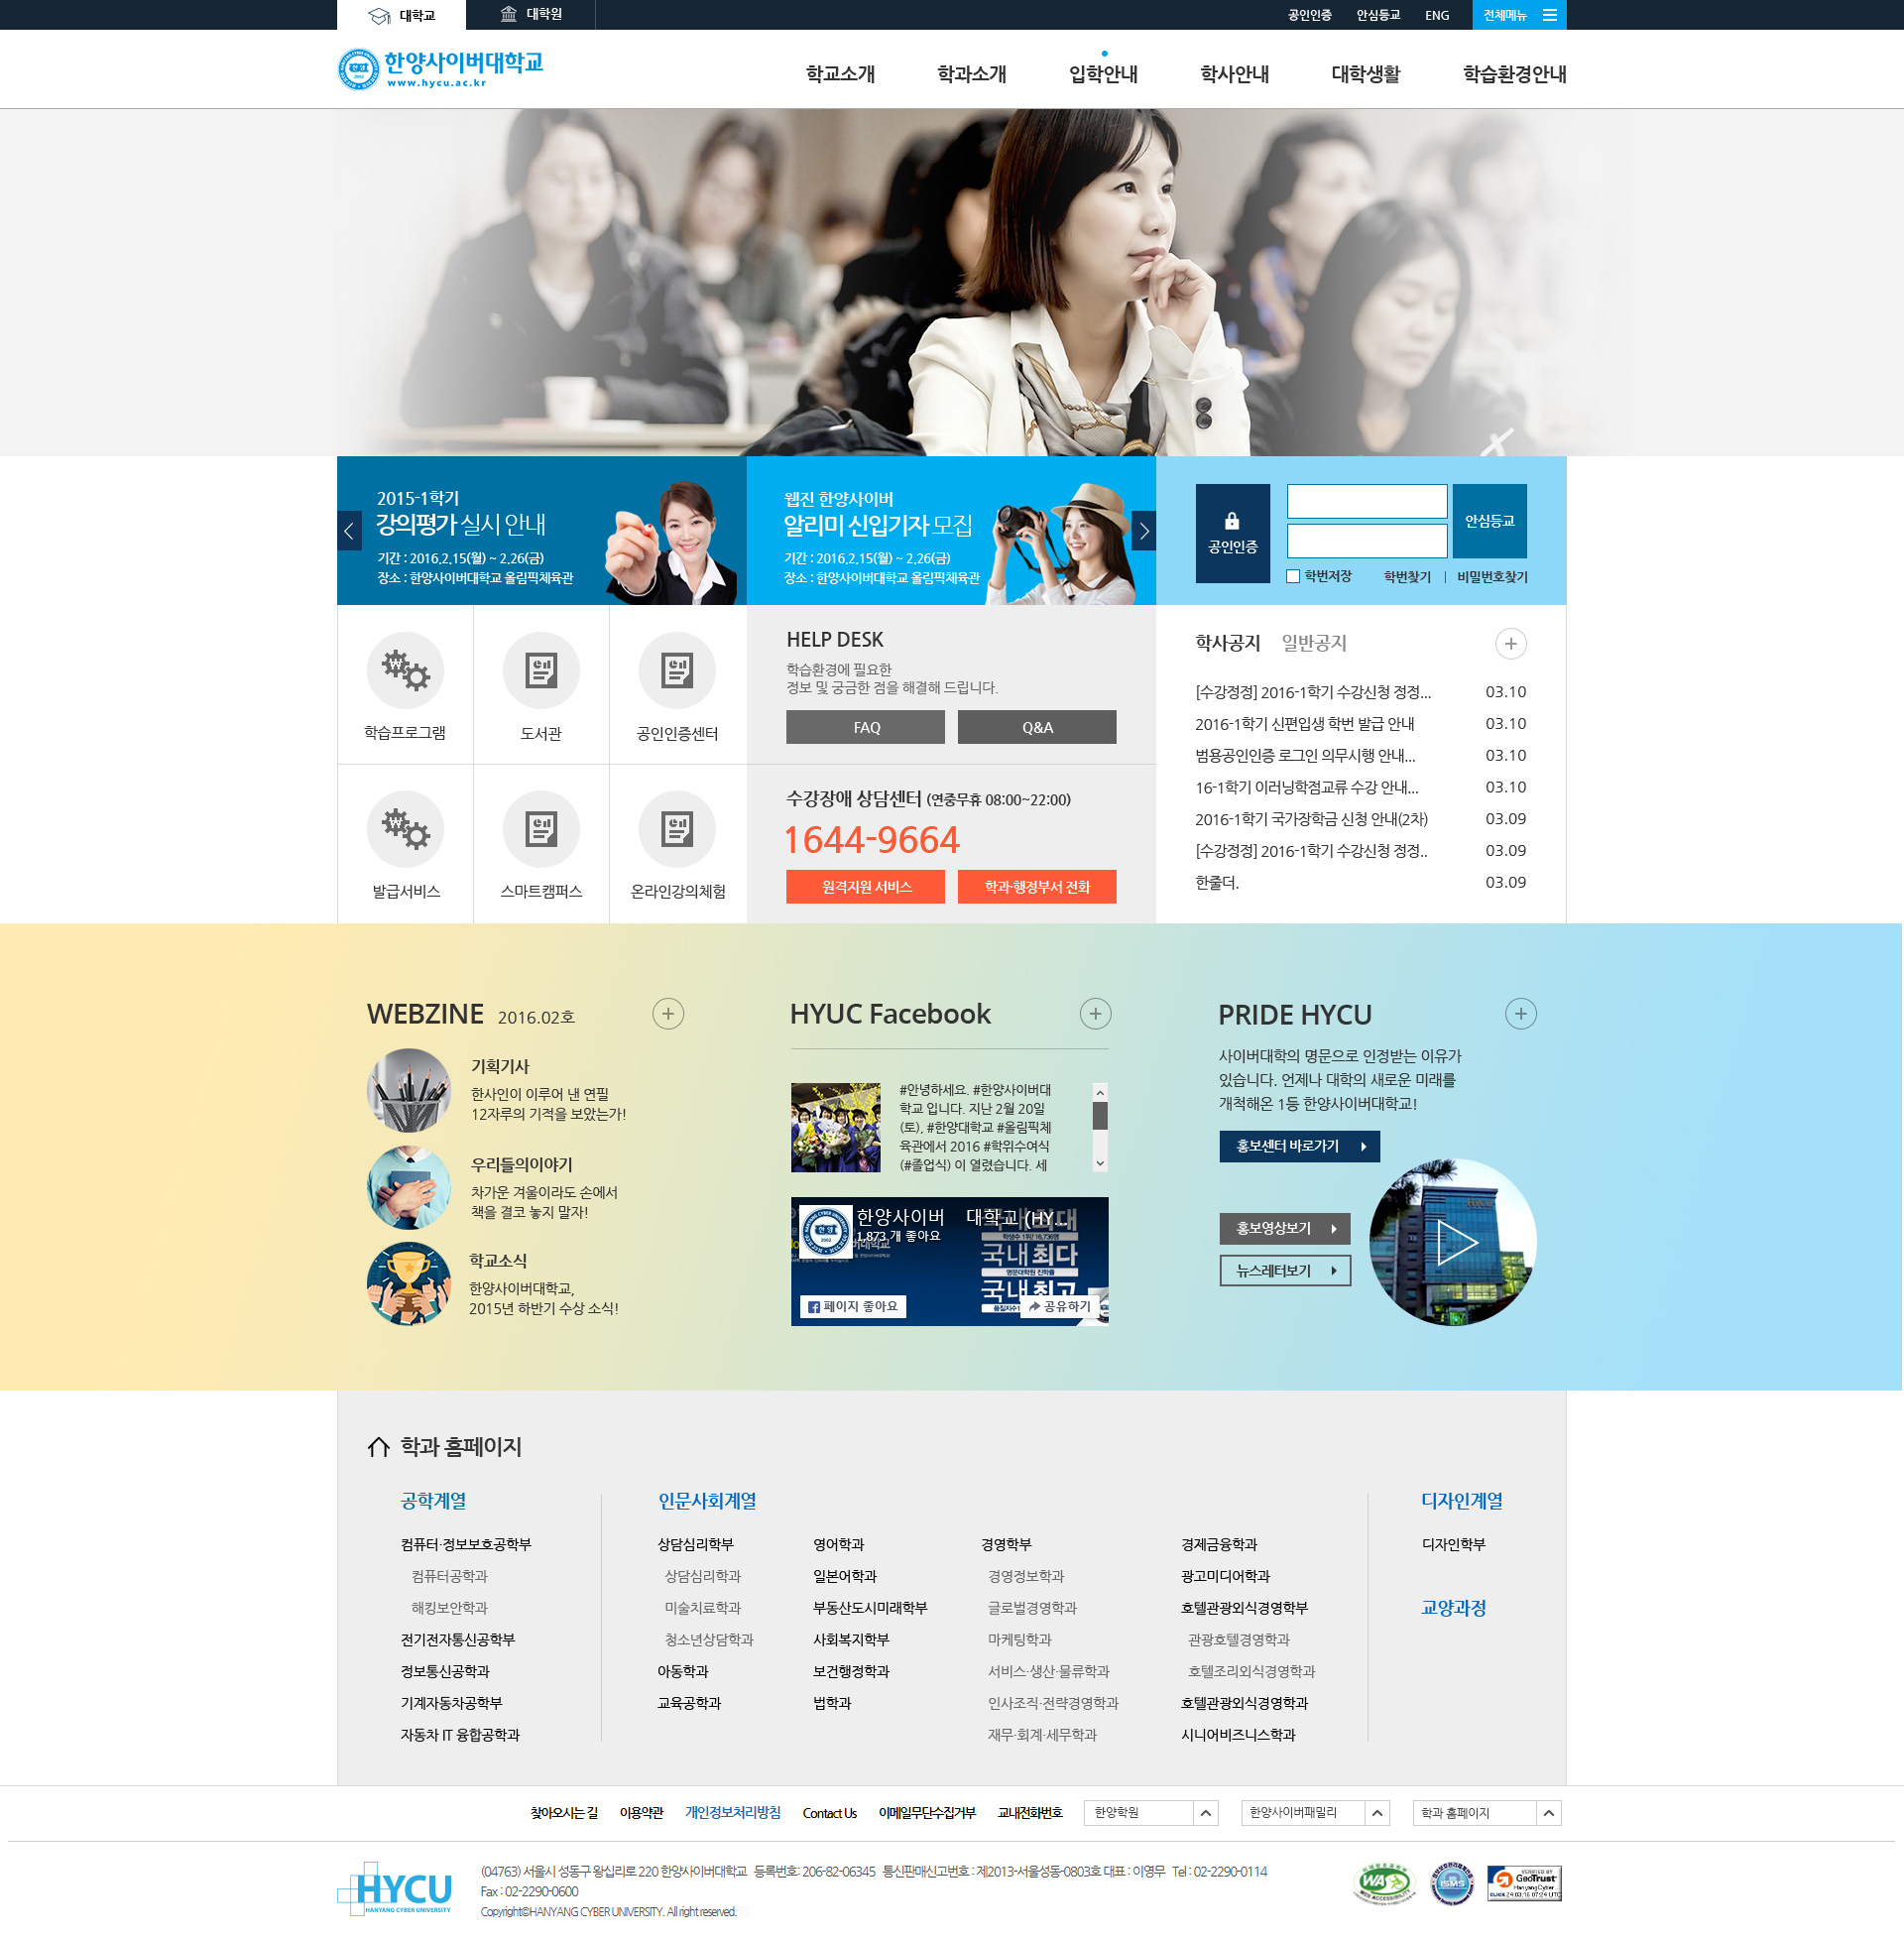 대학교
대학원
공인인증
안심등교
ENG
전체메뉴
한양사이버대학교
www.hycu.ac.kr
학교소개
학과소개
입학안내
학사안내
대학생활
학습환경안내
2015-1학기
강의평가 실시 안내
기간 : 2016.2.15(월) ~ 2.26(금)
장소 : 한양사이버대학교 올림픽체육관
웹진 한양사이버
알리미 신입기자 모집
기간 : 2016.2.15(월) ~ 2.26(금)
장소 : 한양사이버대학교 올림픽체육관
공인인증
안심등교
학번저장
학번찾기
비밀번호찾기
학습프로그램
도서관
공인인증센터
발급서비스
스마트캠퍼스
온라인강의체험
HELP DESK
학습환경에 필요한
정보 및 궁금한 점을 해결해 드립니다.
FAQ
Q&A
수강장애 상담센터 (연중무휴 08:00~22:00)
1644-9664
원격지원 서비스
학과·행정부서 전화
학사공지
일반공지
[수강정정] 2016-1학기 수강신청 정정... 03.10
2016-1학기 신편입생 학번 발급 안내 03.10
범용공인인증 로그인 의무시행 안내... 03.10
16-1학기 이러닝학점교류 수강 안내... 03.10
2016-1학기 국가장학금 신청 안내(2차) 03.09
[수강정정] 2016-1학기 수강신청 정정.. 03.09
한줄더. 03.09
WEBZINE 2016.02호
기획기사
한사인이 이루어 낸 연필
12자루의 기적을 보았는가!
우리들의이야기
차가운 겨울이라도 손에서
책을 결코 놓지 말자!
학교소식
한양사이버대학교,
2015년 하반기 수상 소식!
HYUC Facebook
#안녕하세요. #한양사이버대
학교 입니다. 지난 2월 20일
(토), #한양대학교 #올림픽체
육관에서 2016 #학위수여식
(#졸업식) 이 열렸습니다. 세
한양사이버 대학교 (HY...
1,873 개 좋아요
국내 최대
학생수 1위/ 16,736명
국내 최다
명문대학원 진학률
국내 최고
페이지 좋아요
공유하기
PRIDE HYCU
사이버대학의 명문으로 인정받는 이유가
있습니다. 언제나 대학의 새로운 미래를
개척해온 1등 한양사이버대학교!
홍보센터 바로가기
홍보영상보기
뉴스레터보기
학과 홈페이지
공학계열
컴퓨터·정보보호공학부
컴퓨터공학과
해킹보안학과
전기전자통신공학부
정보통신공학과
기계자동차공학부
자동차 IT 융합공학과
인문사회계열
상담심리학부
상담심리학과
미술치료학과
청소년상담학과
아동학과
교육공학과
영어학과
일본어학과
부동산도시미래학부
사회복지학부
보건행정학과
법학과
경영학부
경영정보학과
글로벌경영학과
마케팅학과
서비스·생산·물류학과
인사조직·전략경영학과
재무·회계·세무학과
경제금융학과
광고미디어학과
호텔관광외식경영학부
관광호텔경영학과
호텔조리외식경영학과
호텔관광외식경영학과
시니어비즈니스학과
디자인계열
디자인학부
교양과정
찾아오시는 길
이용약관
개인정보처리방침
Contact Us
이메일무단수집거부
교내전화번호
한양학원
한양사이버패밀리
학과 홈페이지
HYCU
HANYANG CYBER UNIVERSITY
(04763) 서울시 성동구 왕십리로 220 한양사이버대학교 등록번호: 206-82-06345 통신판매신고번호 : 제2013-서울성동-0803호 대표 : 이영무 Tel : 02-2290-0114
Fax : 02-2290-0600
Copyright©HANYANG CYBER UNIVERSITY. All right reserved.
WA
WEB ACCESSIBILITY
ISMS
VERIFIED BY
GeoTrust
Hanyang Cyber
CLICK 24.03.16 07:24 UTC